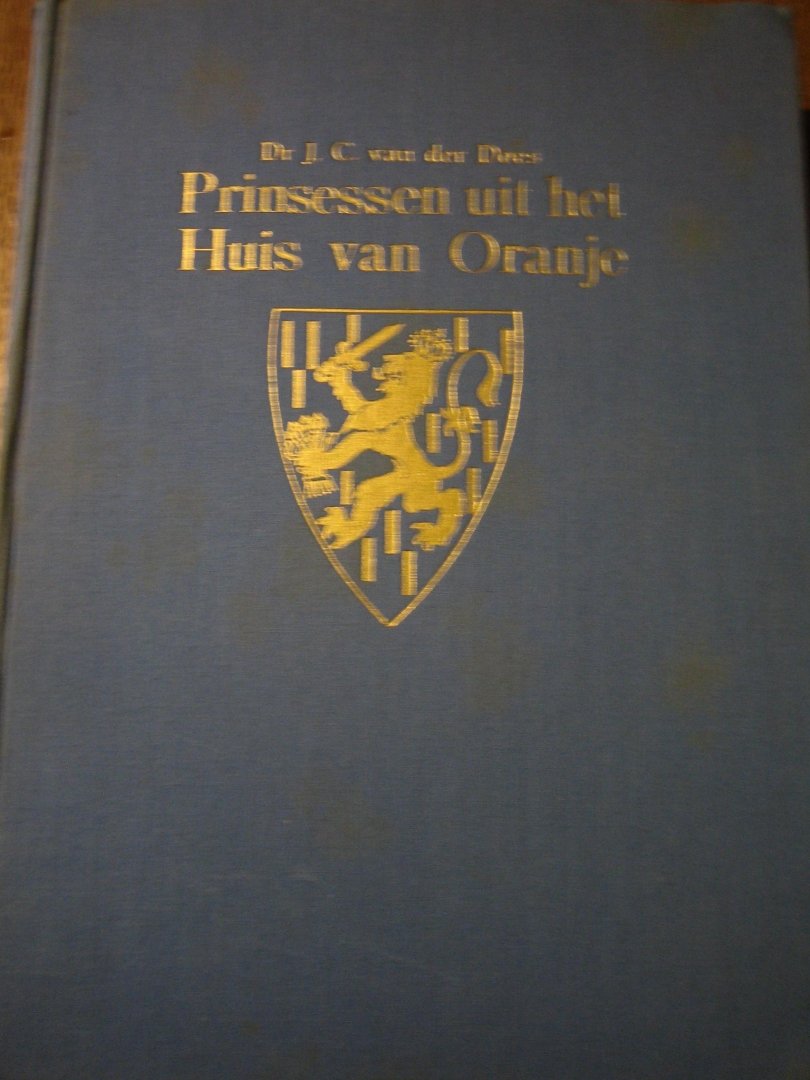 Dr J. C. van der Does
Prinsessen uit het
Huis van Oranje